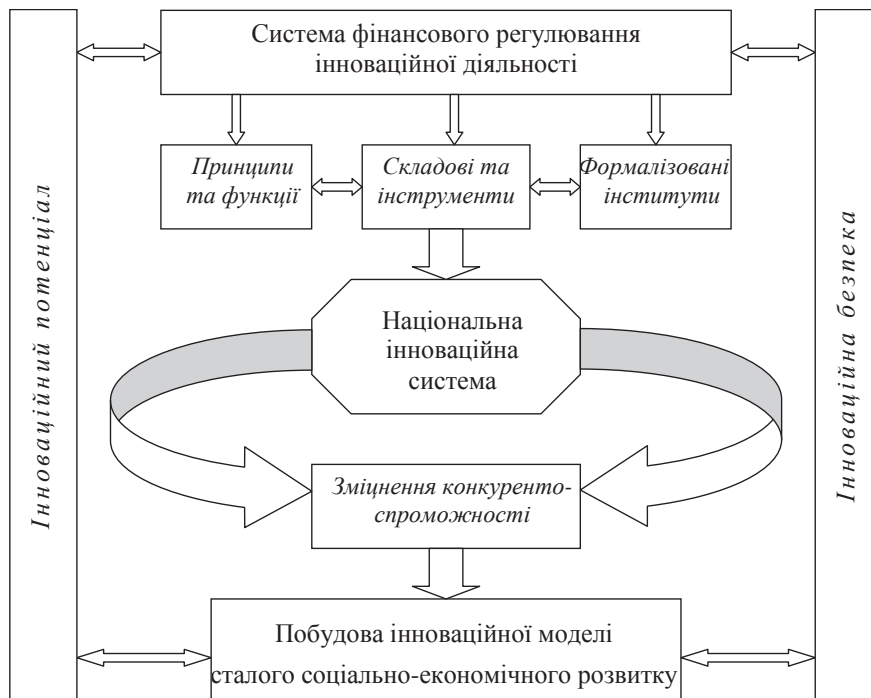 Система фінансового регулювання
інноваційної діяльності
Принципи
та функції
Складові та
інструменти
Формалізовані
інститути
Інноваційний потенціал
Національна
інноваційна
система
Інноваційна безпека
Зміцнення конкуренто-
спроможності
Побудова інноваційної моделі
сталого соціально-економічного розвитку